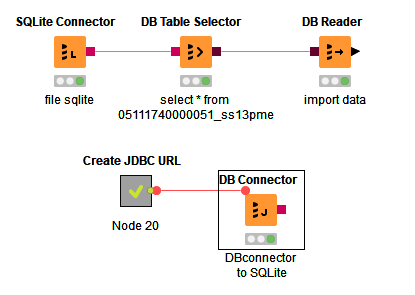 SQLite Connector
DB Table Selector
DB Reader
file sqlite
select * from
05111740000051_ss13pme
import data
Create JDBC URL
DB Connector
Node 20
DBconnector
to SQLite